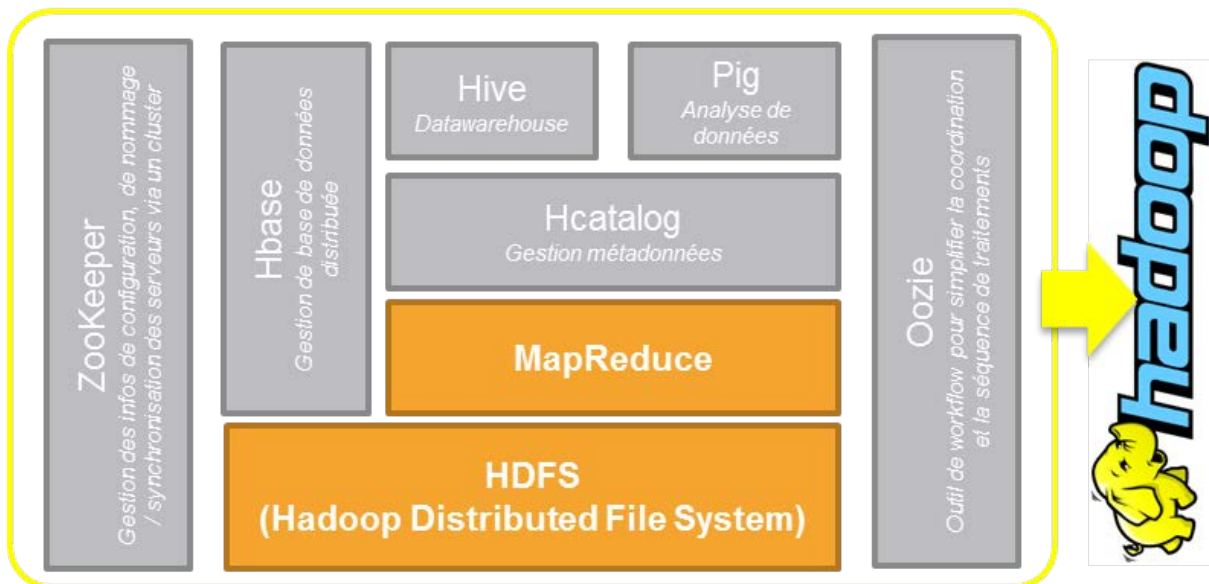 ZooKeeper
Gestion des infos de configuration, de nommage
/ synchronisation des serveurs via un cluster
Hbase
Gestion de base de données
distribuée
Hive
Datawarehouse
Pig
Analyse de
données
Hcatalog
Gestion métadonnées
MapReduce
HDFS
(Hadoop Distributed File System)
Oozie
Outil de workflow pour simplifier la coordination
et la séquence de traitements
hadoop